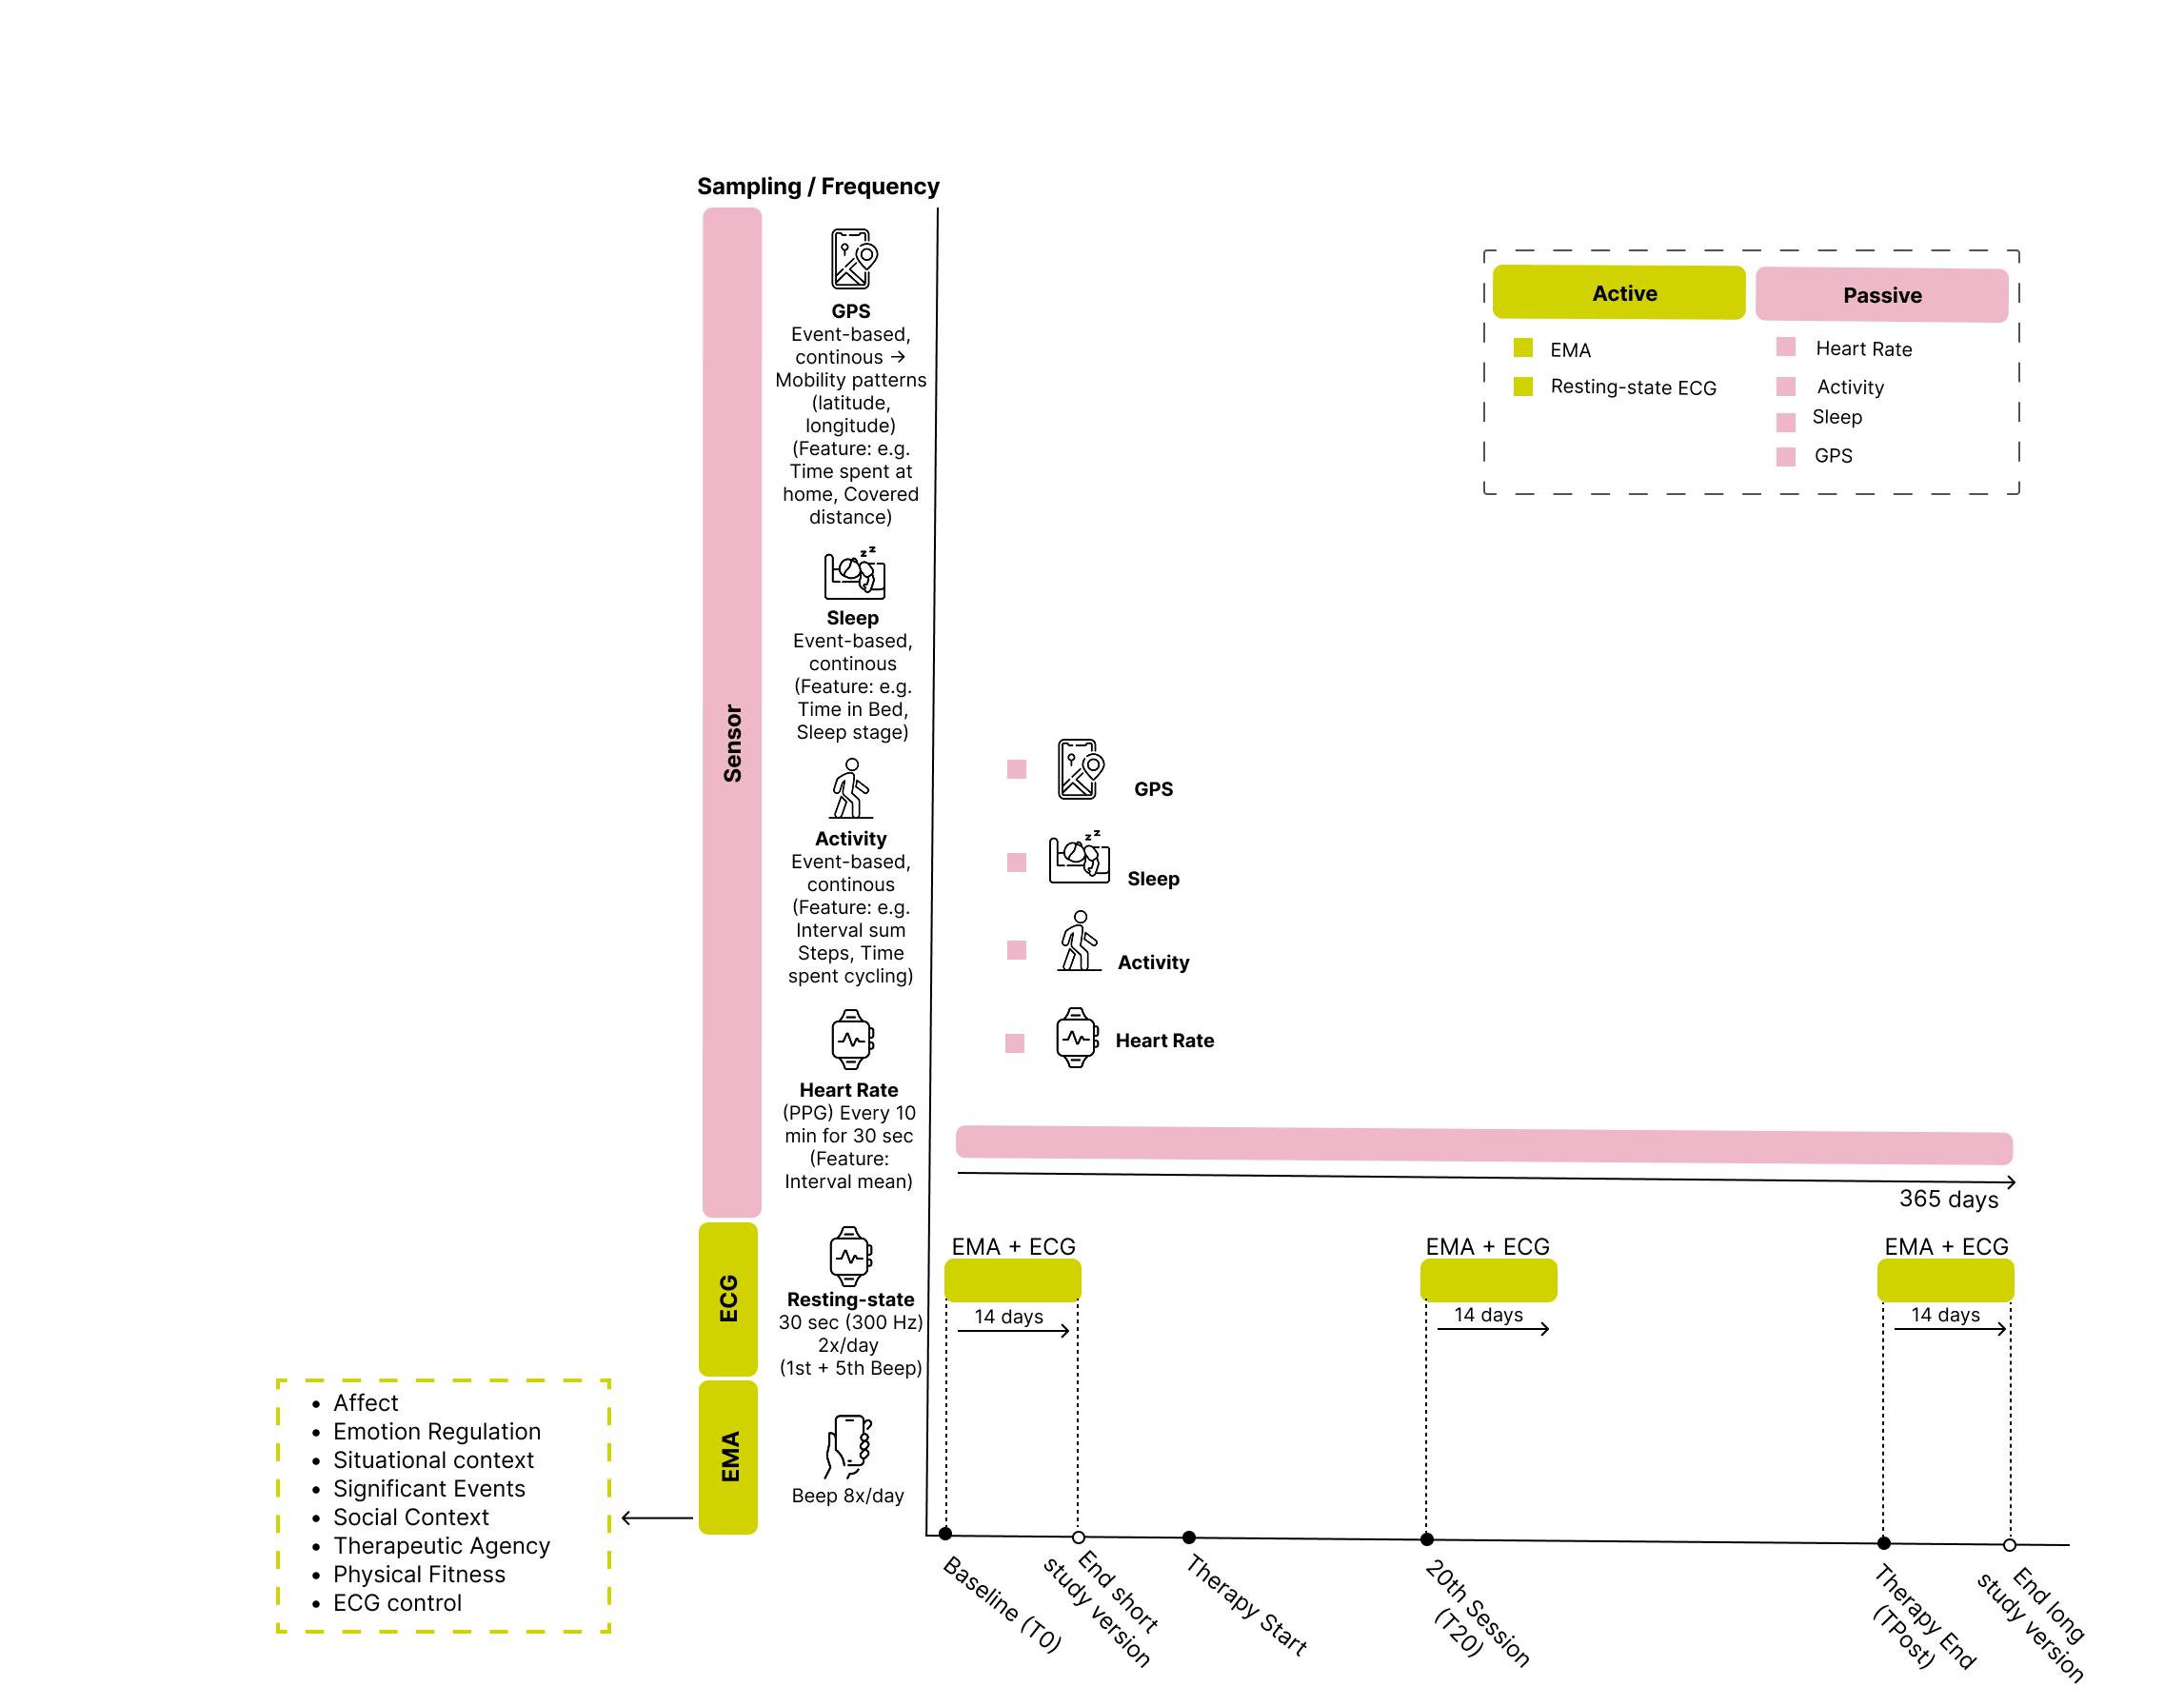 Sampling / Frequency
GPS
Event-based,
continous →
Mobility patterns
(latitude,
longitude)
(Feature: e.g.
Time spent at
home, Covered
distance)
Sleep
Event-based,
continous
(Feature: e.g.
Time in Bed,
Sleep stage)
Activity
Event-based,
continous
(Feature: e.g.
Interval sum
Steps, Time
spent cycling)
Heart Rate
(PPG) Every 10
min for 30 sec
(Feature:
Interval mean)
Sensor
Resting-state
30 sec (300 Hz)
2x/day
(1st + 5th Beep)
ECG
Beep 8x/day
EMA
Affect
Emotion Regulation
Situational context
Significant Events
Social Context
Therapeutic Agency
Physical Fitness
ECG control
Active
EMA
Resting-state ECG
Passive
Heart Rate
Activity
Sleep
GPS
GPS
Sleep
Activity
Heart Rate
365 days
EMA + ECG
14 days
EMA + ECG
14 days
EMA + ECG
14 days
Baseline (T0)
End short
study version
Therapy Start
20th Session
(T20)
Therapy End
(TPost)
End long
study version